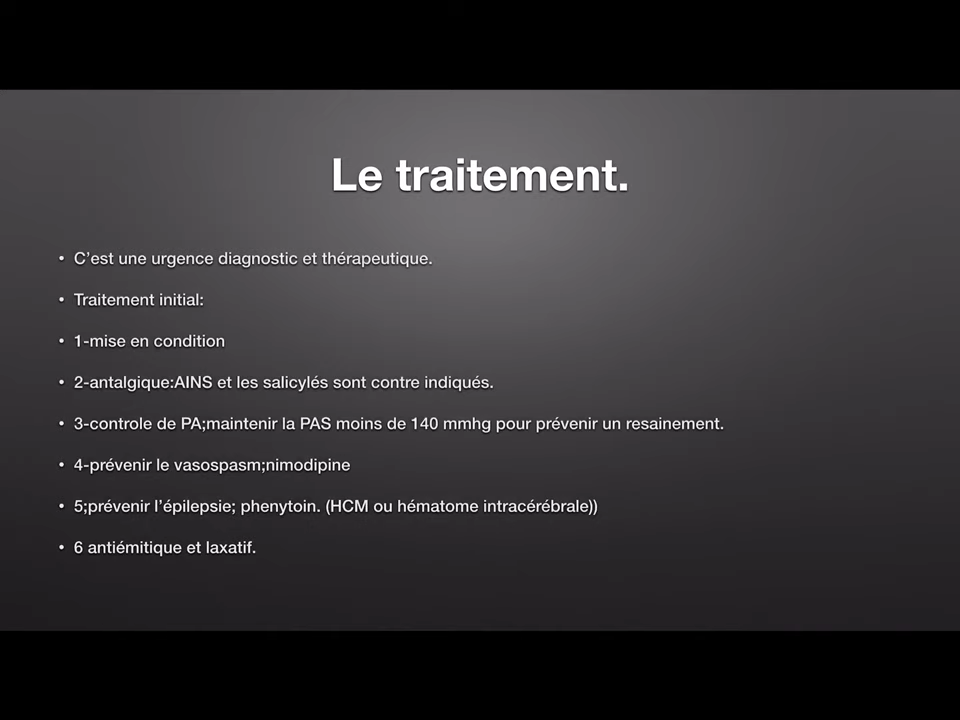 Le traitement.
• C’est une urgence diagnostic et thérapeutique.
• Traitement initial:
• 1-mise en condition
• 2-antalgique:AINS et les salicylés sont contre indiqués.
• 3-controle de PA;maintenir la PAS moins de 140 mmhg pour prévenir un resainement.
• 4-prévenir le vasospasm;nimodipine
• 5;prévenir l’épilepsie; phenytoin. (HCM ou hématome intracérébrale))
• 6 antiémitique et laxatif.